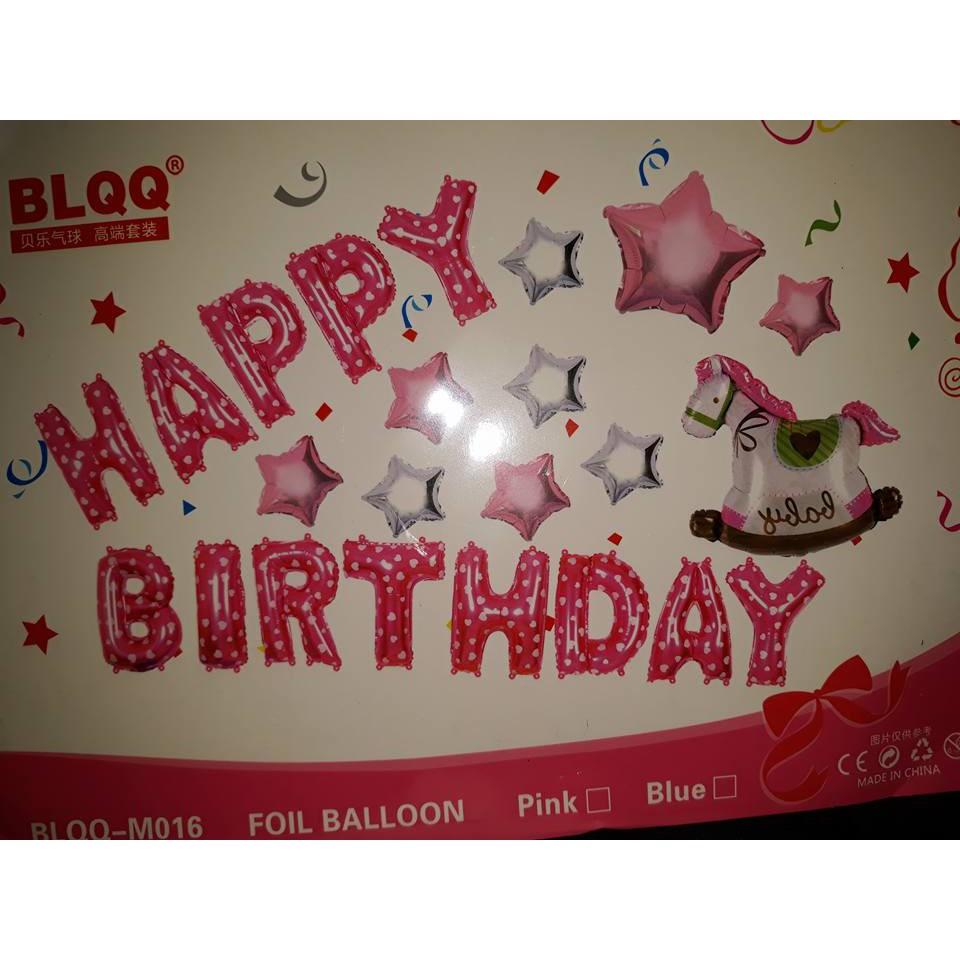 BLQQ®
贝乐气球 高端套装
HAPPY
BIRTHDAY
baby
图片仅供参考
CE
MADE IN CHINA
BLQQ-M016 FOIL BALLOON Pink Blue